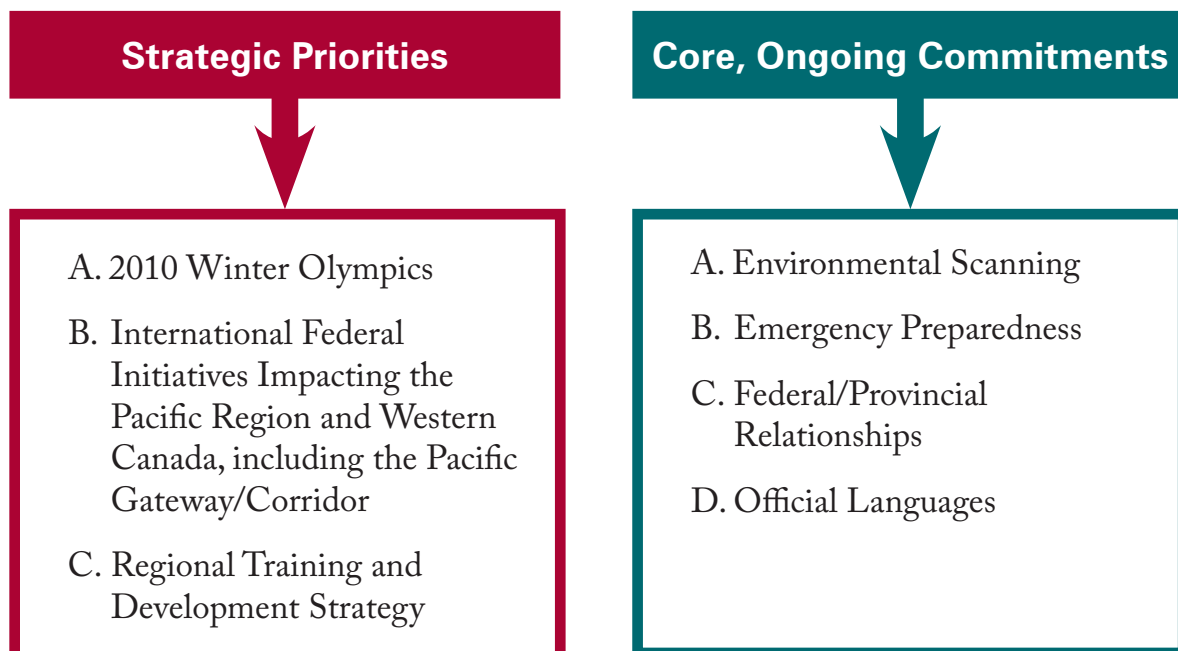 Strategic Priorities
A. 2010 Winter Olympics
B. International Federal
Initiatives Impacting the
Pacific Region and Western
Canada, including the Pacific
Gateway/Corridor
C. Regional Training and
Development Strategy
Core, Ongoing Commitments
A. Environmental Scanning
B. Emergency Preparedness
C. Federal/Provincial
Relationships
D. Official Languages